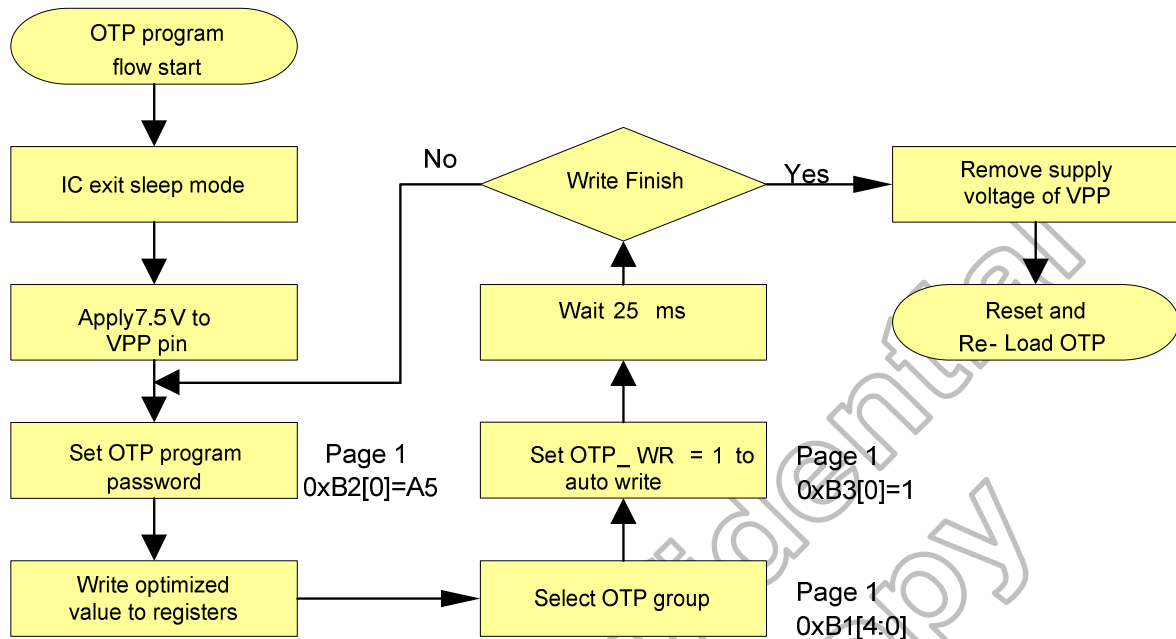 OTP program
flow start
IC exit sleep mode
Apply7.5 V to
VPP pin
Set OTP program
password
Page 1
0xB2[0]=A5
Write optimized
value to registers
Select OTP group
Page 1
0xB1[4:0]
Set OTP_ WR = 1 to
auto write
Page 1
0xB3[0]=1
Wait 25 ms
Write Finish
No
Yes
Remove supply
voltage of VPP
Reset and
Re- Load OTP